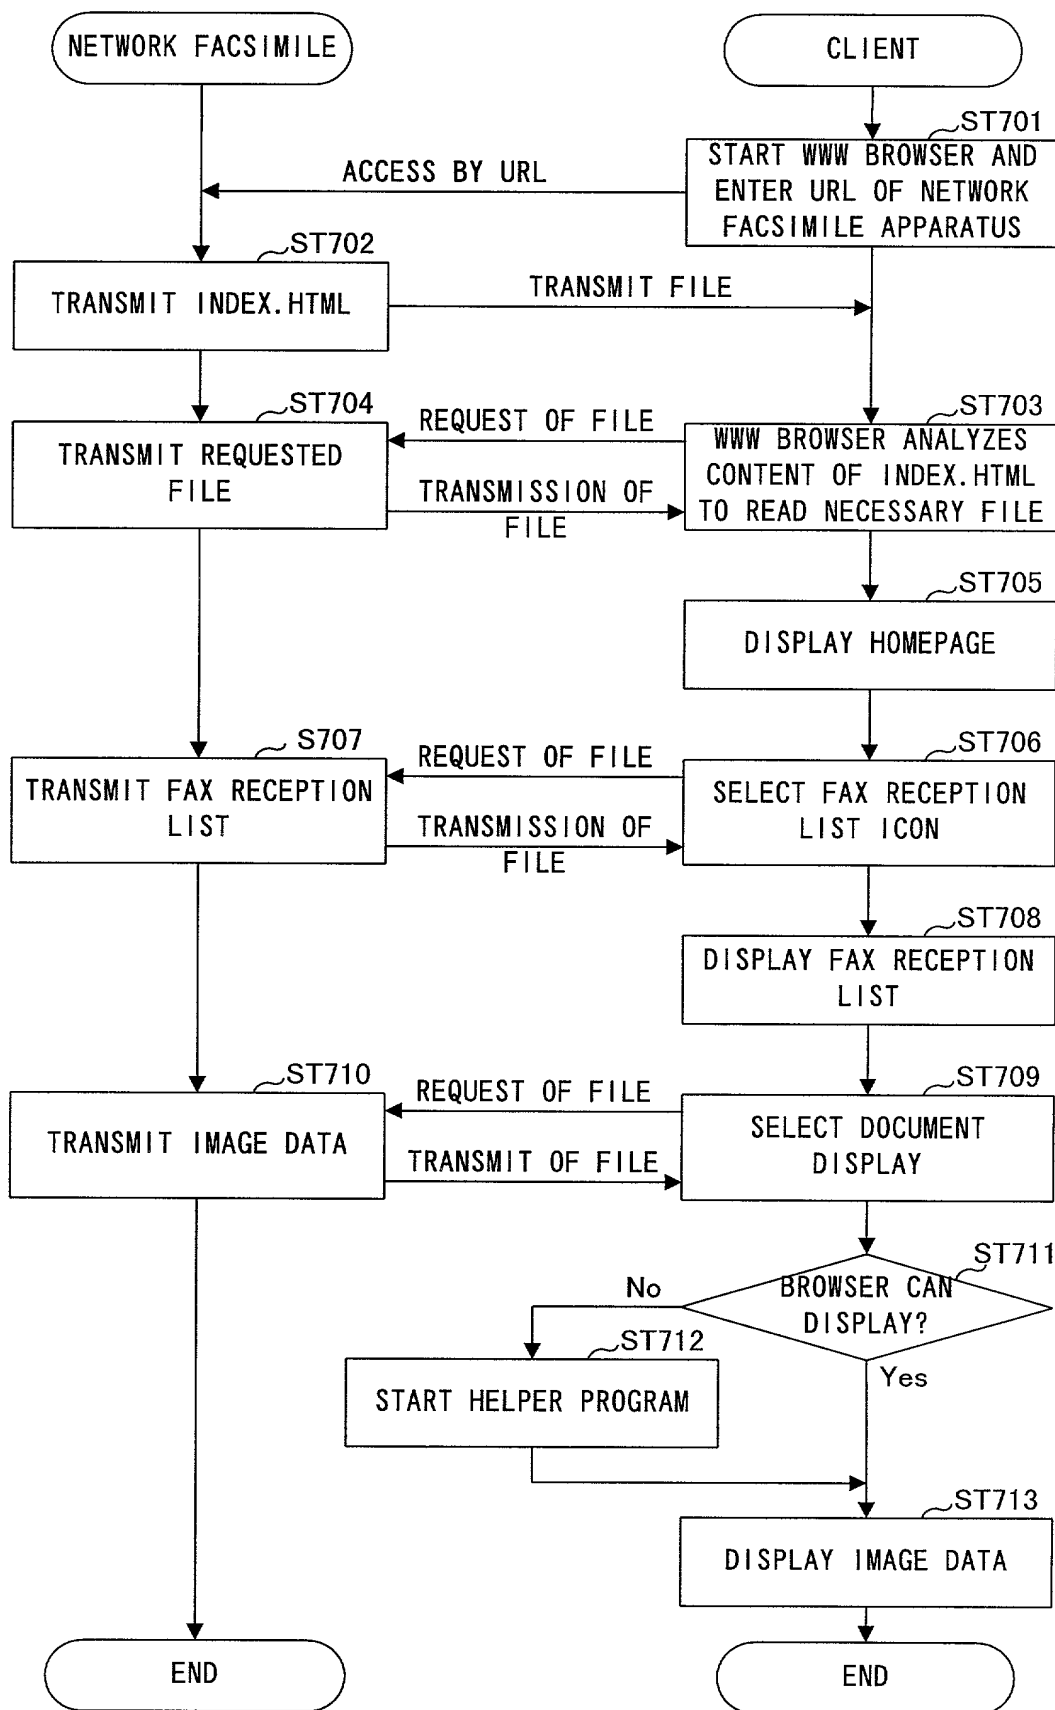 NETWORK FACSIMILE
CLIENT
ST701
START WWW BROWSER AND
ENTER URL OF NETWORK
FACSIMILE APPARATUS
ACCESS BY URL
ST702
TRANSMIT INDEX.HTML
TRANSMIT FILE
ST704
TRANSMIT REQUESTED
FILE
REQUEST OF FILE
TRANSMISSION OF
FILE
ST703
WWW BROWSER ANALYZES
CONTENT OF INDEX.HTML
TO READ NECESSARY FILE
ST705
DISPLAY HOMEPAGE
S707
TRANSMIT FAX RECEPTION
LIST
REQUEST OF FILE
TRANSMISSION OF
FILE
ST706
SELECT FAX RECEPTION
LIST ICON
ST708
DISPLAY FAX RECEPTION
LIST
ST710
TRANSMIT IMAGE DATA
REQUEST OF FILE
TRANSMIT OF FILE
ST709
SELECT DOCUMENT
DISPLAY
ST711
BROWSER CAN
DISPLAY?
No
Yes
ST712
START HELPER PROGRAM
ST713
DISPLAY IMAGE DATA
END
END